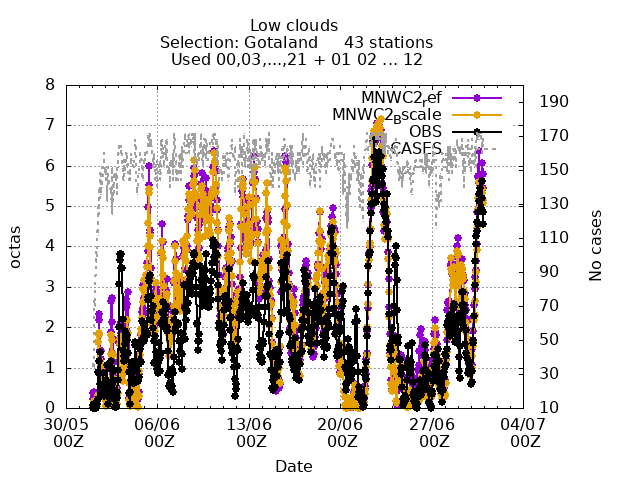 Low clouds
Selection: Gotaland 43 stations
Used 00,03,...,21 + 01 02 ... 12
MNWC2_ref
MNWC2_Bscale
OBS
CASES
octas
8
7
6
5
4
3
2
1
0
190
170
150
130
110
90
70
50
30
10
No cases
30/05 06/06 13/06 20/06 27/06 04/07
00Z 00Z 00Z 00Z 00Z 00Z
Date